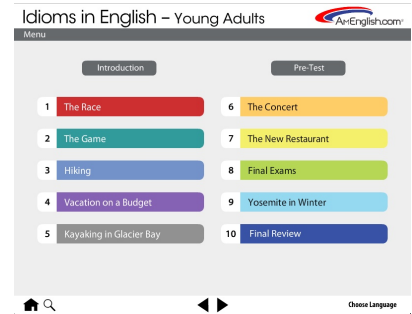 Idioms in English – Young Adults
AmEnglish.com®
Menu
Introduction
Pre-Test
1 The Race
2 The Game
3 Hiking
4 Vacation on a Budget
5 Kayaking in Glacier Bay
6 The Concert
7 The New Restaurant
8 Final Exams
9 Yosemite in Winter
10 Final Review
Choose Language